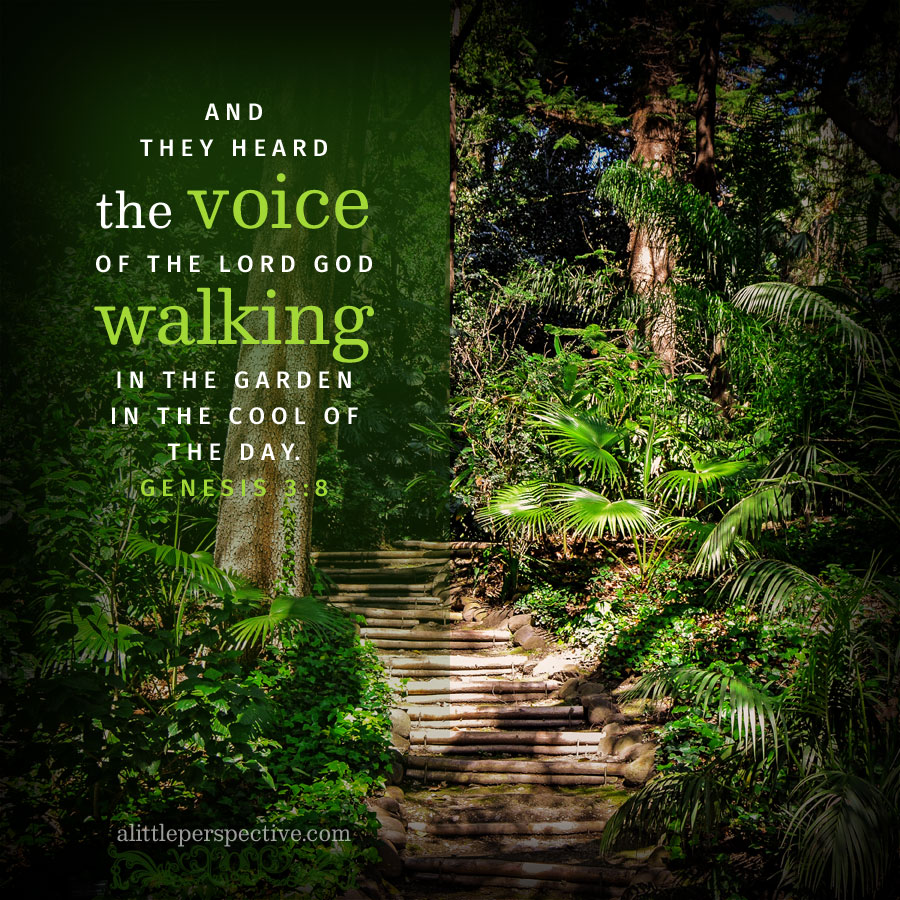 AND
THEY HEARD
the voice
OF THE LORD GOD
walking
IN THE GARDEN
IN THE COOL OF
THE DAY.
GENESIS 3:8
alittleperspective.com